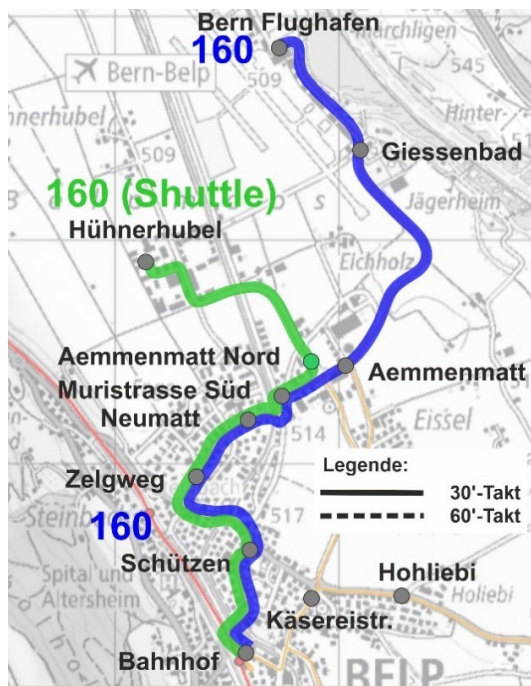 Bern Flughafen
160
Bern-Belp
509
545
Hinter-
Giessenbad
509
160 (Shuttle)
Jägerheim
Hühnerhubel
Eichholz
Aemmenmatt Nord
Aemmenmatt
Muristrasse Süd
Neumatt
514
Eissel
Legende:
30'-Takt
60'-Takt
Zelgweg
517
160
Schützen
Spital und
Altersheim
Hohliebi
Holiebi
Käsereistr.
Bahnhof
BELP